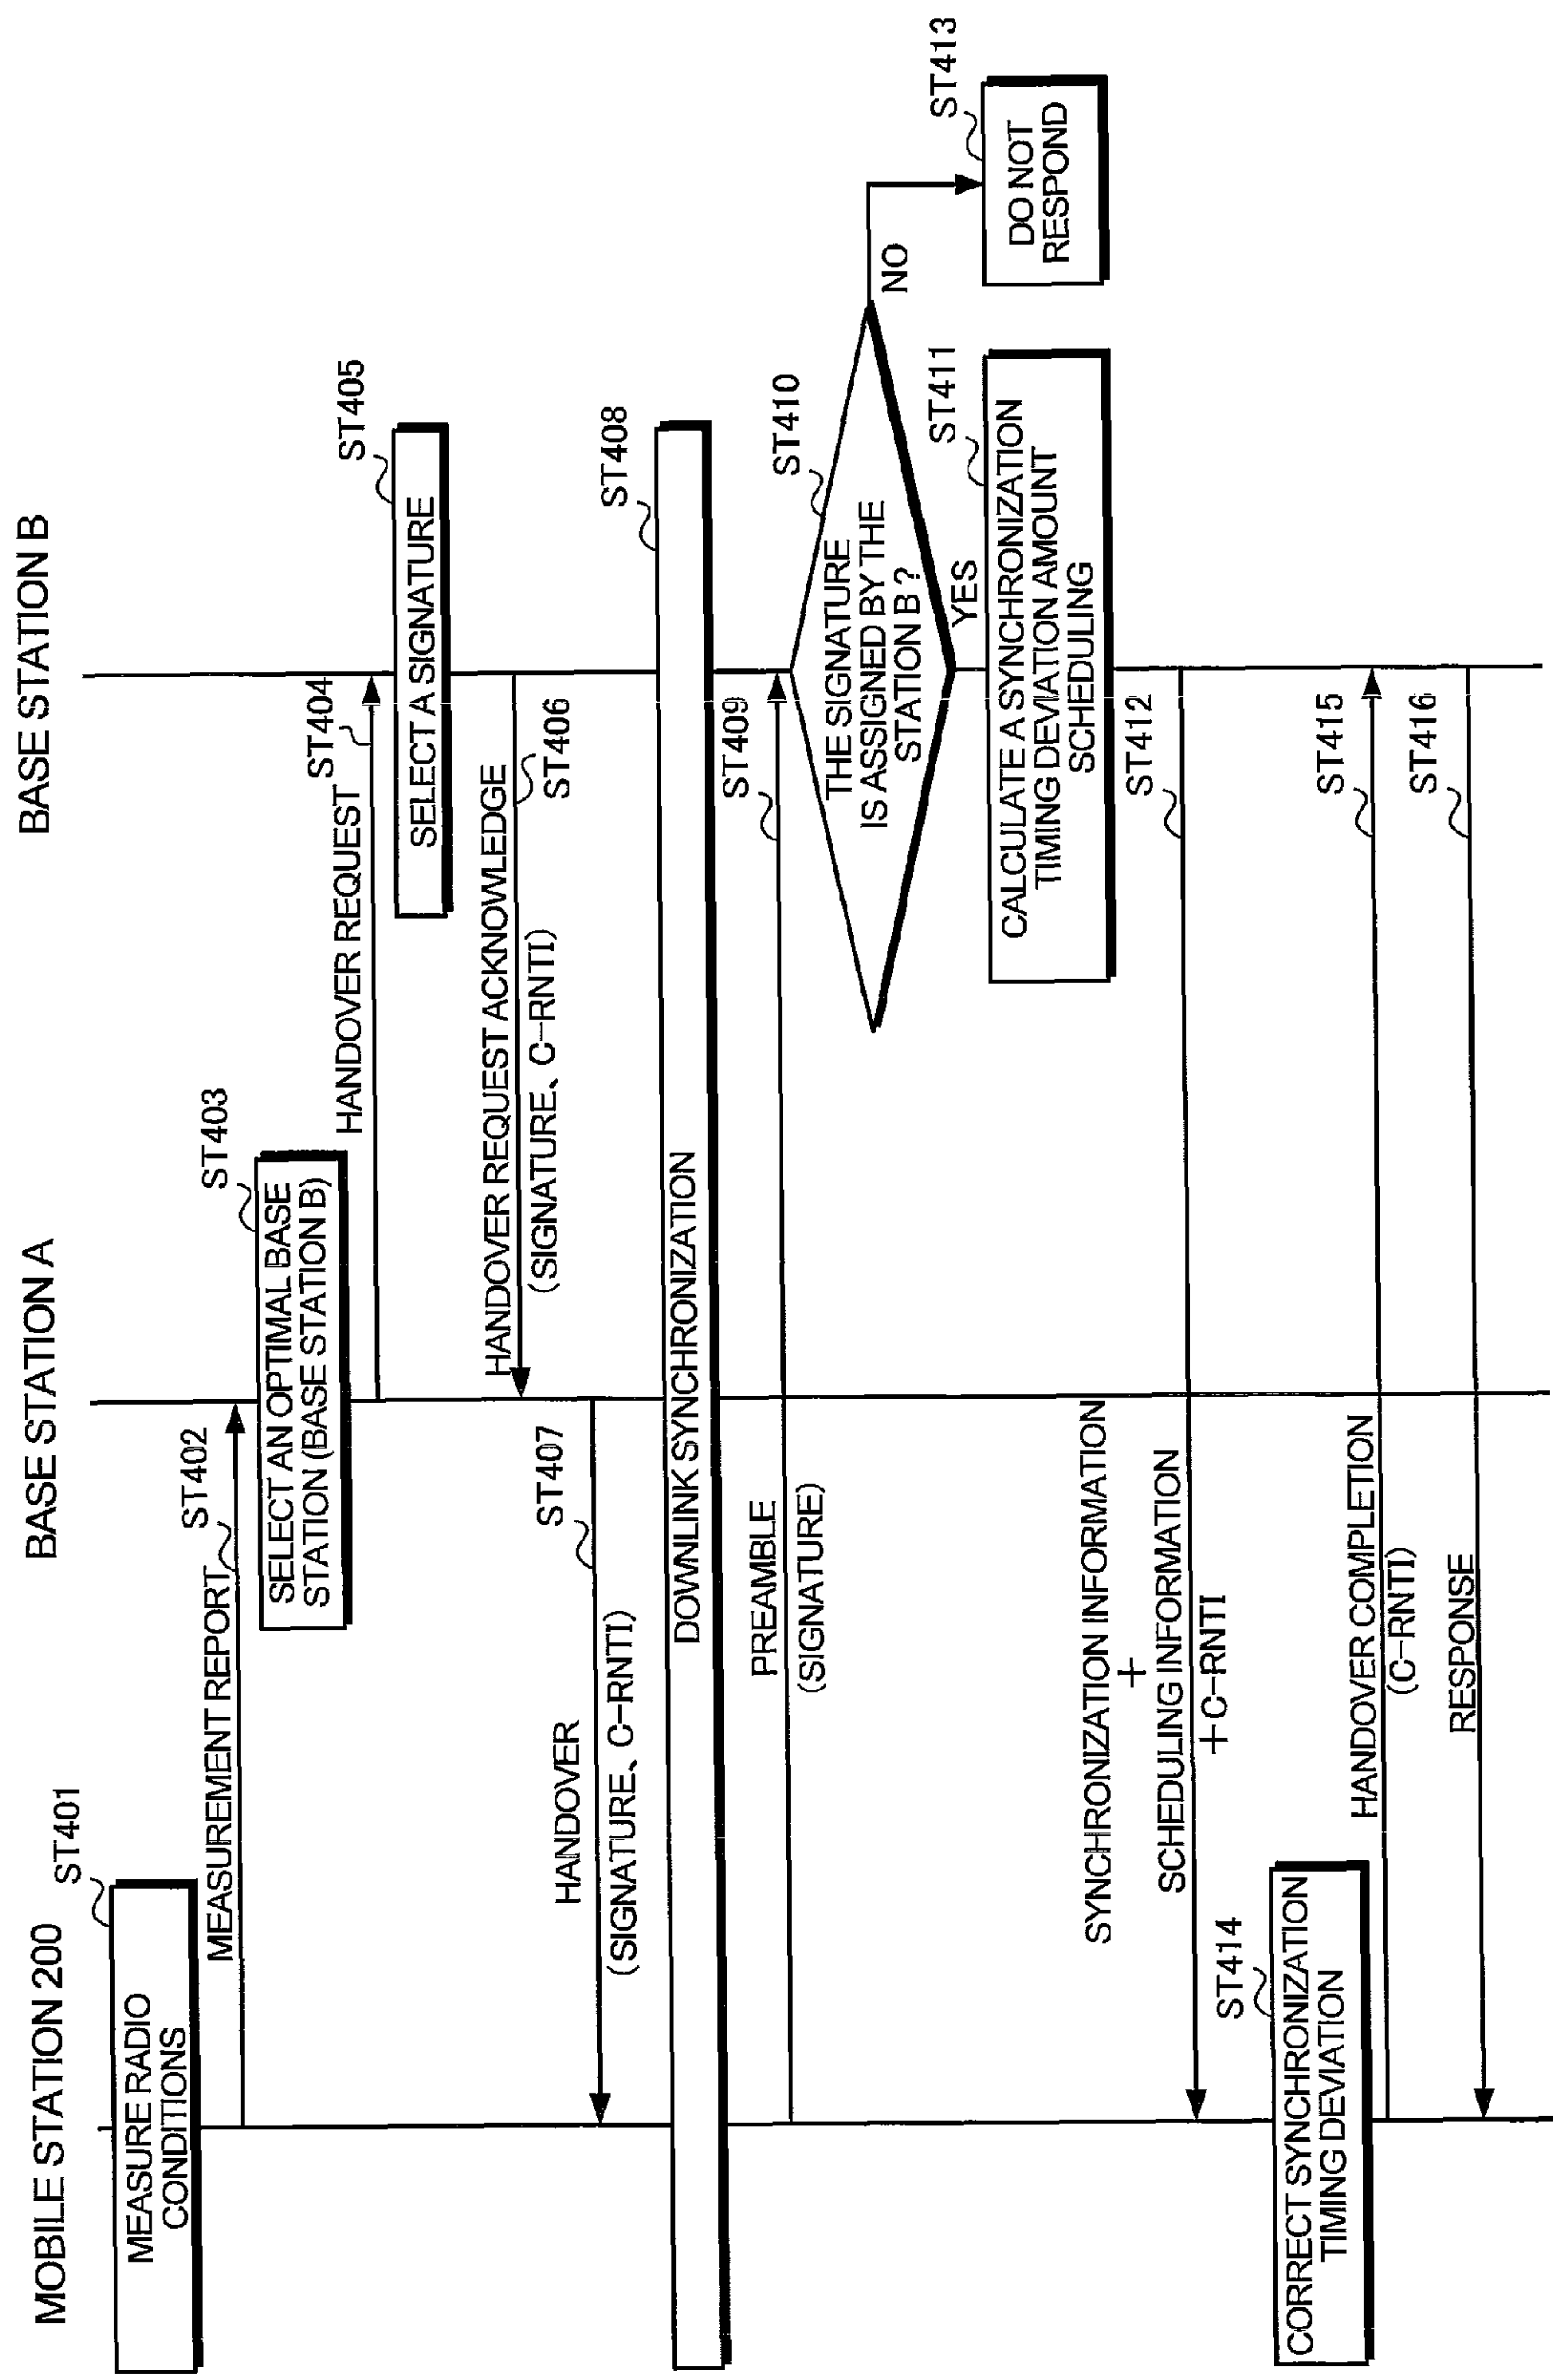 MOBILE STATION 200
BASE STATION A
BASE STATION B
ST401
MEASURE RADIO
CONDITIONS
MEASUREMENT REPORT
ST402
ST403
SELECT AN OPTIMAL BASE
STATION (BASE STATION B)
HANDOVER REQUEST
ST404
ST405
SELECT A SIGNATURE
HANDOVER REQUEST ACKNOWLEDGE
(SIGNATURE、C-RNTI)
ST406
HANDOVER
(SIGNATURE、C-RNTI)
ST407
ST408
DOWNLINK SYNCHRONIZATION
PREAMBLE
(SIGNATURE)
ST409
ST410
THE SIGNATURE
IS ASSIGNED BY THE
STATION B ?
NO
YES
ST413
DO NOT
RESPOND
ST411
CALCULATE A SYNCHRONIZATION
TIMING DEVIATION AMOUNT
SCHEDULING
SYNCHRONIZATION INFORMATION
+
SCHEDULING INFORMATION
+C-RNTI
ST412
ST414
CORRECT SYNCHRONIZATION
TIMING DEVIATION
HANDOVER COMPLETION
(C-RNTI)
ST415
RESPONSE
ST416